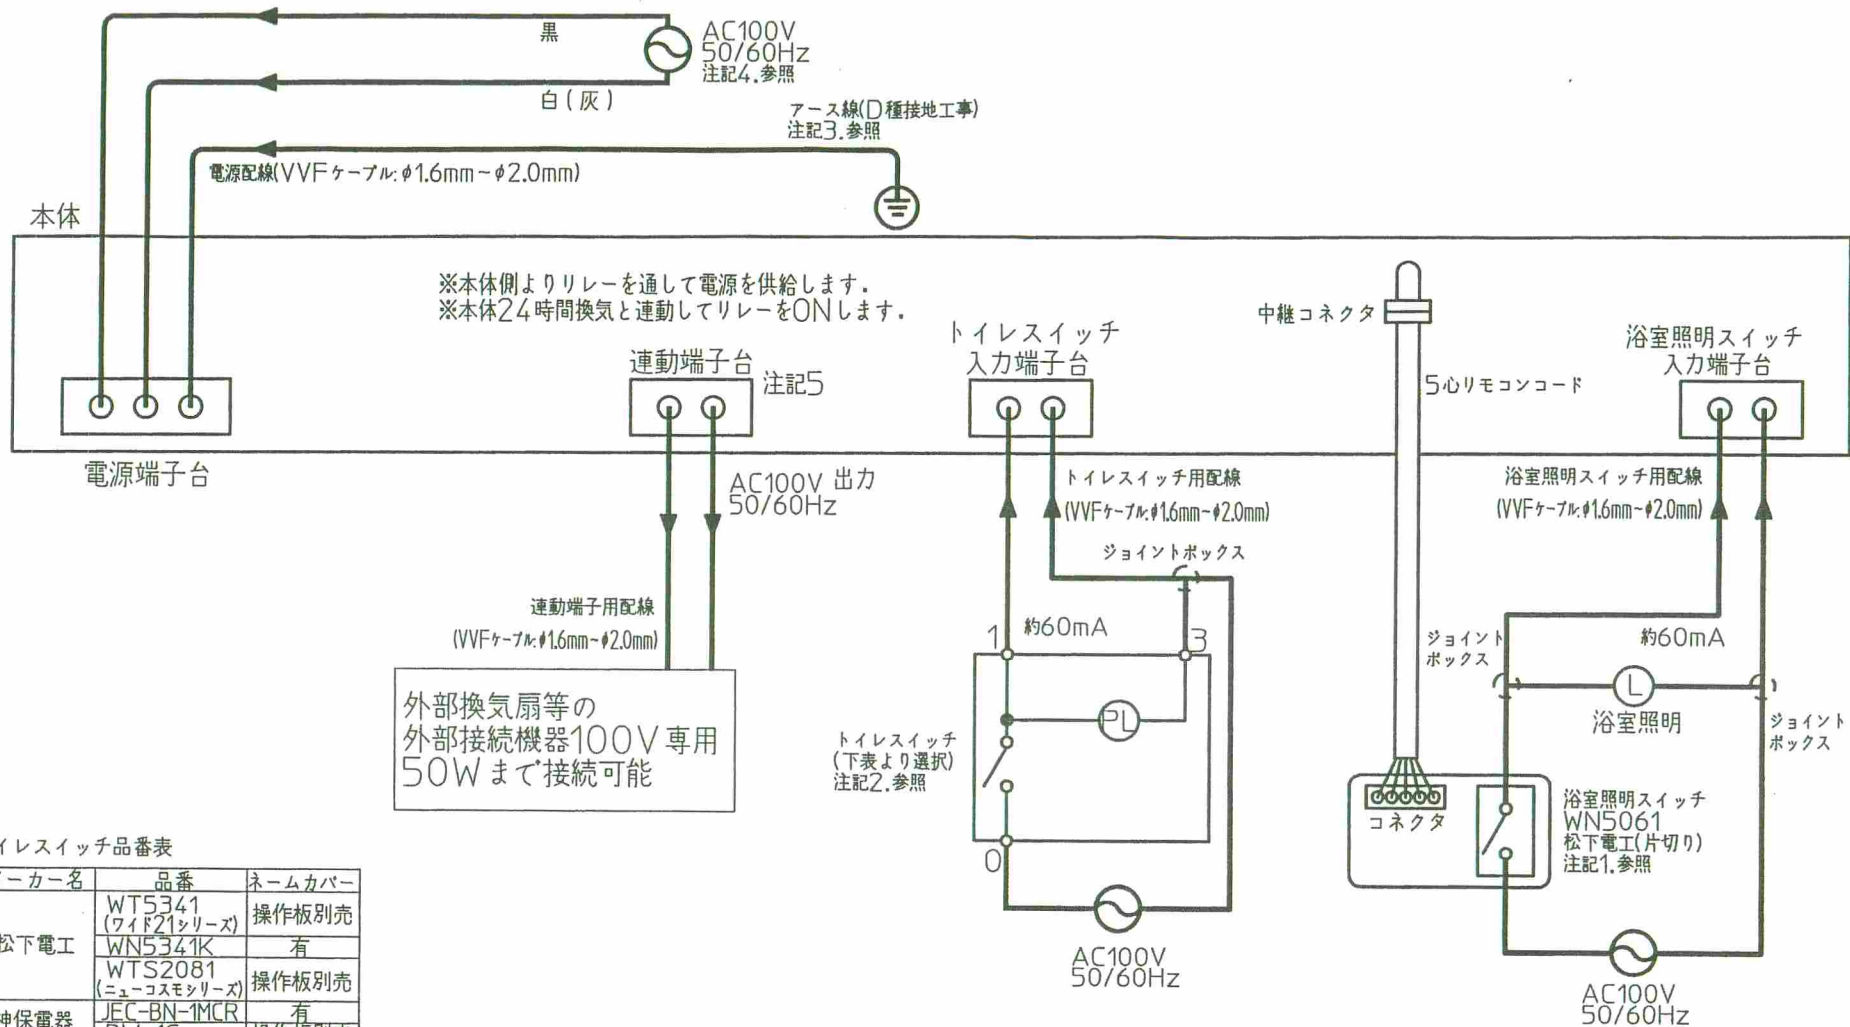 黒
AC100V
50/60Hz
注記4.参照
白(灰)
アース線(D種接地工事)
注記3.参照
電源配線(VVFケーブル:φ1.6mm~φ2.0mm)
本体
※本体側よりリレーを通して電源を供給します.
※本体24時間換気と連動してリレーをONします.
電源端子台
連動端子台
注記5
トイレスイッチ
入力端子台
中継コネクタ
5心リモコンコード
浴室照明スイッチ
入力端子台
AC100V 出力
50/60Hz
トイレスイッチ用配線
(VVFケーブル:φ1.6mm~φ2.0mm)
浴室照明スイッチ用配線
(VVFケーブル:φ1.6mm~φ2.0mm)
ジョイントボックス
連動端子用配線
(VVFケーブル:φ1.6mm~φ2.0mm)
外部換気扇等の
外部接続機器100V専用
50Wまで接続可能
1
約60mA
3
PL
トイレスイッチ
(下表より選択)
注記2.参照
0
AC100V
50/60Hz
ジョイント
ボックス
約60mA
L
浴室照明
ジョイント
ボックス
コネクタ
浴室照明スイッチ
WN5061
松下電工(片切り)
注記1.参照
AC100V
50/60Hz
イレスイッチ品番表
ーカー名 品番 ネームカバー
松下電工 WT5341 操作板別売
(ワイド21シリーズ)
WN5341K 有
WTS2081 操作板別売
(ニューコスモシリーズ)
神保電器 JEC-BN-1MCR 有